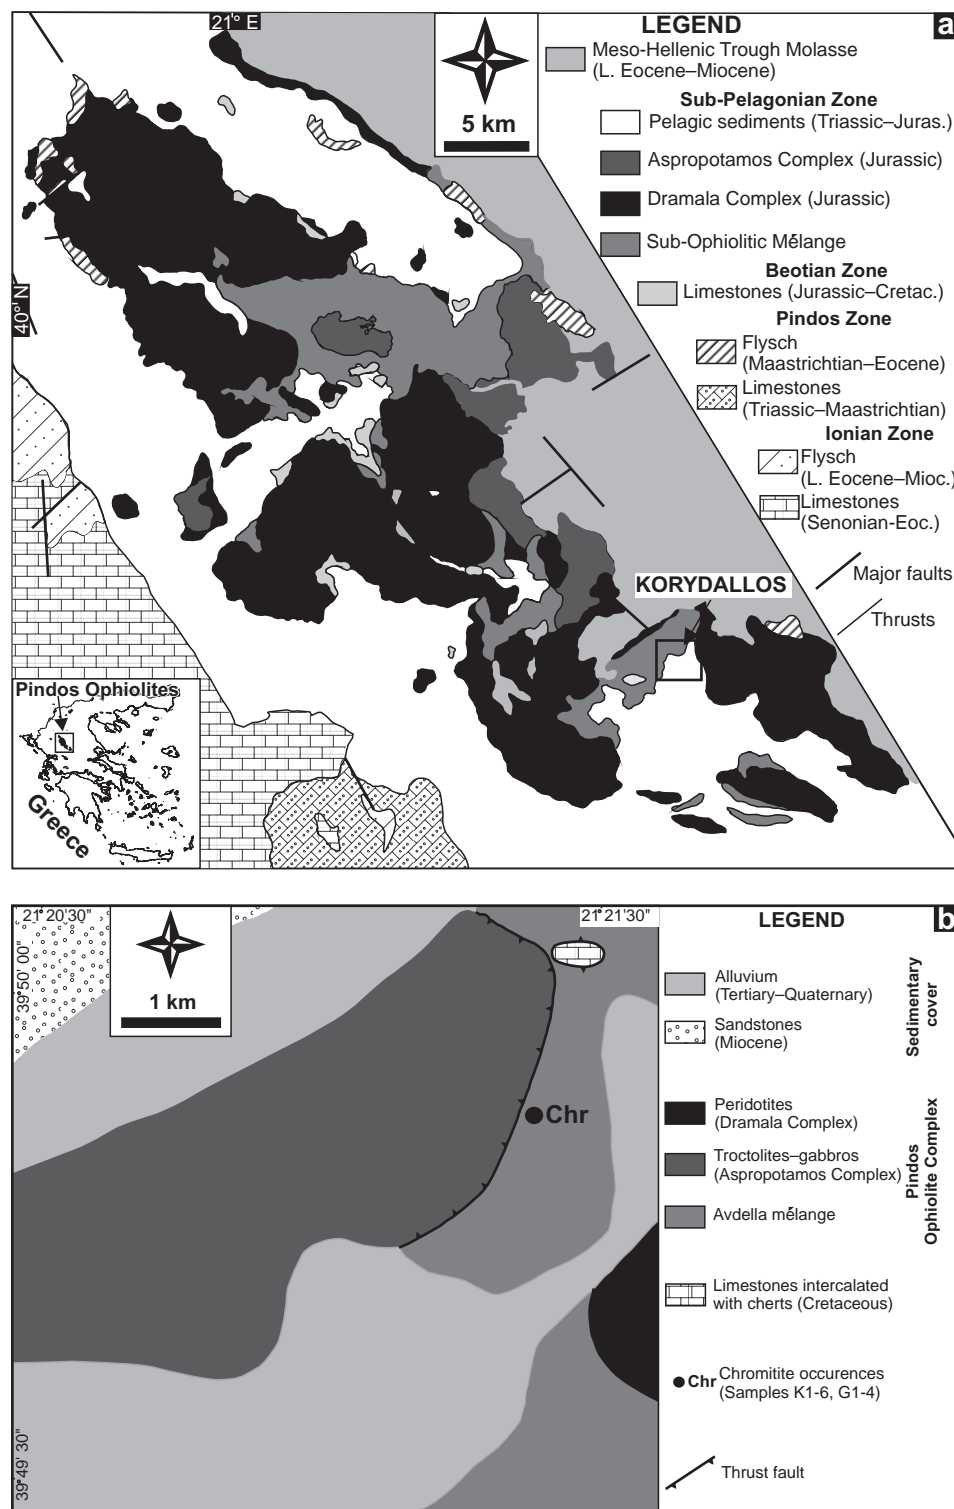 21° E
LEGEND
a
Meso-Hellenic Trough Molasse
(L. Eocene–Miocene)
Sub-Pelagonian Zone
5 km
Pelagic sediments (Triassic–Juras.)
Aspropotamos Complex (Jurassic)
Dramala Complex (Jurassic)
Sub-Ophiolitic Mélange
Beotian Zone
Limestones (Jurassic–Cretac.)
40° N
Pindos Zone
Flysch
(Maastrichtian–Eocene)
Limestones
(Triassic–Maastrichtian)
Ionian Zone
Flysch
(L. Eocene–Mioc.)
Limestones
(Senonian-Eoc.)
Major faults
KORYDALLOS
Thrusts
Pindos Ophiolites
Greece
21° 20'30"
21° 21'30"
LEGEND
b
39° 50' 00"
1 km
Alluvium
(Tertiary–Quaternary)
Sandstones
(Miocene)
Sedimentary
cover
Chr
Peridotites
(Dramala Complex)
Troctolites–gabbros
(Aspropotamos Complex)
Avdella mélange
Pindos
Ophiolite Complex
Limestones intercalated
with cherts (Cretaceous)
Chr Chromitite occurences
(Samples K1-6, G1-4)
39° 49' 30"
Thrust fault